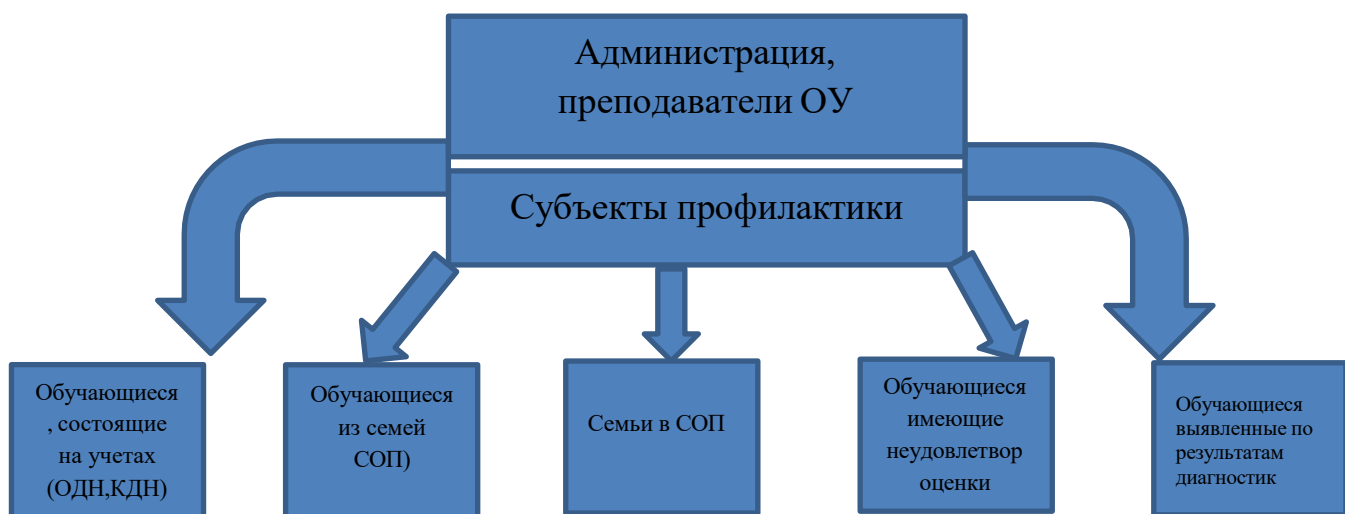 Администрация,
преподаватели ОУ
Субъекты профилактики
Обучающиеся
, состоящие
на учетах
(ОДН,КДН)
Обучающиеся
из семей
СОП)
Семьи в СОП
Обучающиеся
имеющие
неудовлетвор
оценки
Обучающиеся
выявленные по
результатам
диагностик